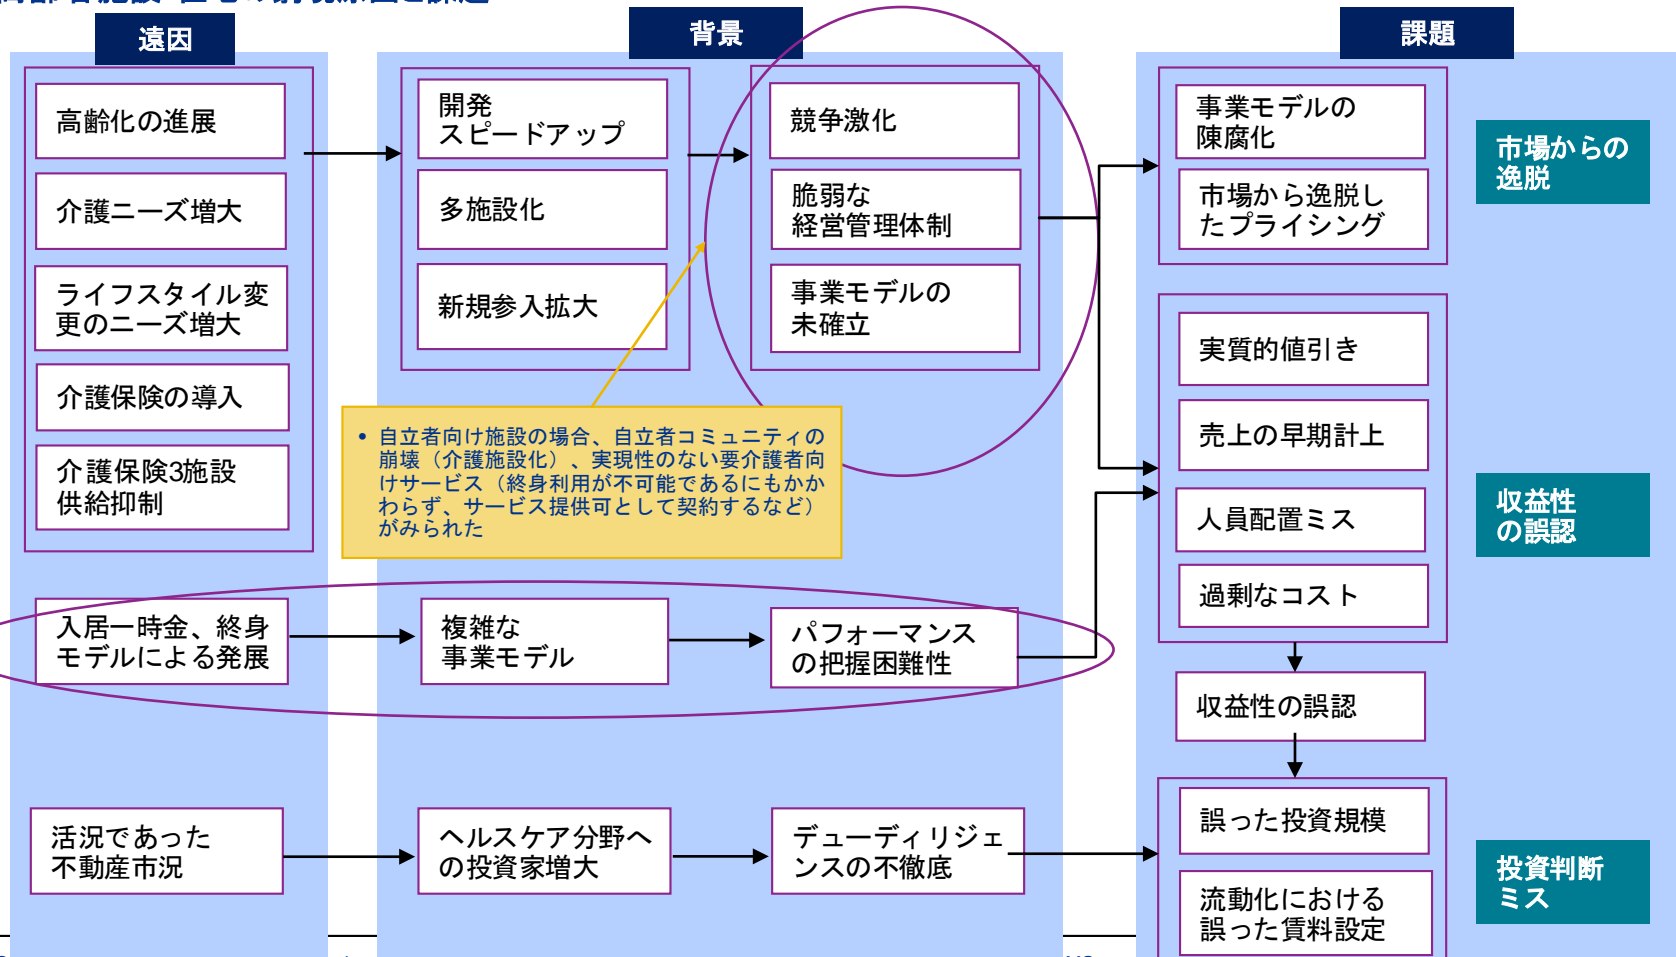 遠因
背景
課題
高齢化の進展
介護ニーズ増大
ライフスタイル変
更のニーズ増大
介護保険の導入
介護保険3施設
供給抑制
開発
スピードアップ
多施設化
新規参入拡大
競争激化
脆弱な
経営管理体制
事業モデルの
未確立
事業モデルの
陳腐化
市場から逸脱し
たプライシング
市場からの
逸脱
• 自立者向け施設の場合、自立者コミュニティの
崩壊（介護施設化）、実現性のない要介護者向
けサービス（終身利用が不可能であるにもかか
わらず、サービス提供可として契約するなど）
がみられた
実質的値引き
売上の早期計上
人員配置ミス
過剰なコスト
収益性
の誤認
入居一時金、終身
モデルによる発展
複雑な
事業モデル
パフォーマンス
の把握困難性
収益性の誤認
活況であった
不動産市況
ヘルスケア分野へ
の投資家増大
デューディリジェ
ンスの不徹底
誤った投資規模
流動化における
誤った賃料設定
投資判断
ミス